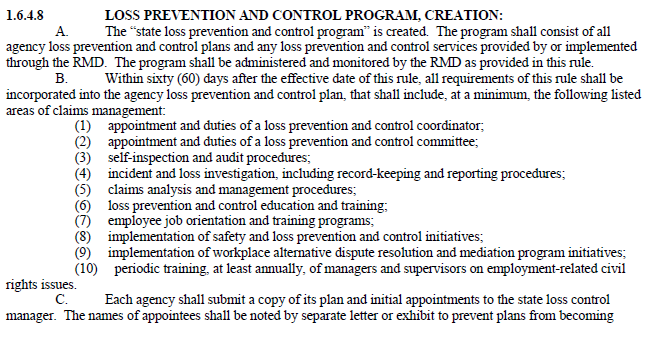 1.6.4.8 LOSS PREVENTION AND CONTROL PROGRAM, CREATION:
A. The “state loss prevention and control program” is created. The program shall consist of all
agency loss prevention and control plans and any loss prevention and control services provided by or implemented
through the RMD. The program shall be administered and monitored by the RMD as provided in this rule.
B. Within sixty (60) days after the effective date of this rule, all requirements of this rule shall be
incorporated into the agency loss prevention and control plan, that shall include, at a minimum, the following listed
areas of claims management:
(1) appointment and duties of a loss prevention and control coordinator;
(2) appointment and duties of a loss prevention and control committee;
(3) self-inspection and audit procedures;
(4) incident and loss investigation, including record-keeping and reporting procedures;
(5) claims analysis and management procedures;
(6) loss prevention and control education and training;
(7) employee job orientation and training programs;
(8) implementation of safety and loss prevention and control initiatives;
(9) implementation of workplace alternative dispute resolution and mediation program initiatives;
(10) periodic training, at least annually, of managers and supervisors on employment-related civil
rights issues.
C. Each agency shall submit a copy of its plan and initial appointments to the state loss control
manager. The names of appointees shall be noted by separate letter or exhibit to prevent plans from becoming